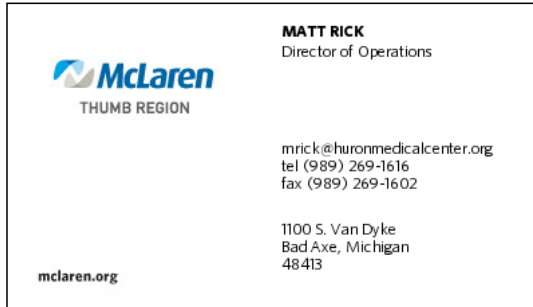 McLaren
THUMB REGION
mclaren.org
MATT RICK
Director of Operations
mrick@huronmedicalcenter.org
tel (989) 269-1616
fax (989) 269-1602
1100 S. Van Dyke
Bad Axe, Michigan
48413